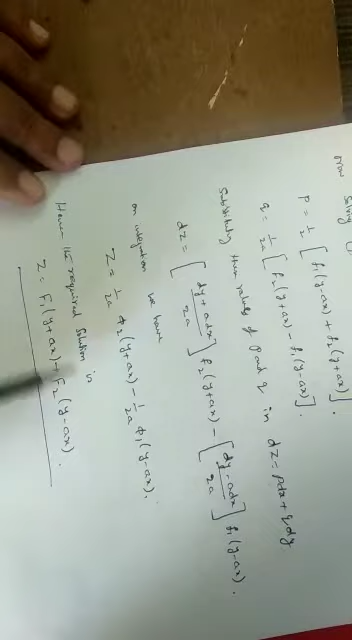 now solving
P = 1/2 [f₁(y-ax) + f₂(y+ax)].
q = 1/2a [f₂(y+ax) - f₁(y-ax)].
Substituting these values of P and q in dz = pdx + qdy
dz = [dy+adx/2a] f₂(y+ax) - [dy-adx/2a] f₁(y-ax).
on integration we have
Z = 1/2a ϕ₂(y+ax) - 1/2a ϕ₁(y-ax).
Hence the required solution is
Z = F₁(y+ax) + F₂(y-ax).